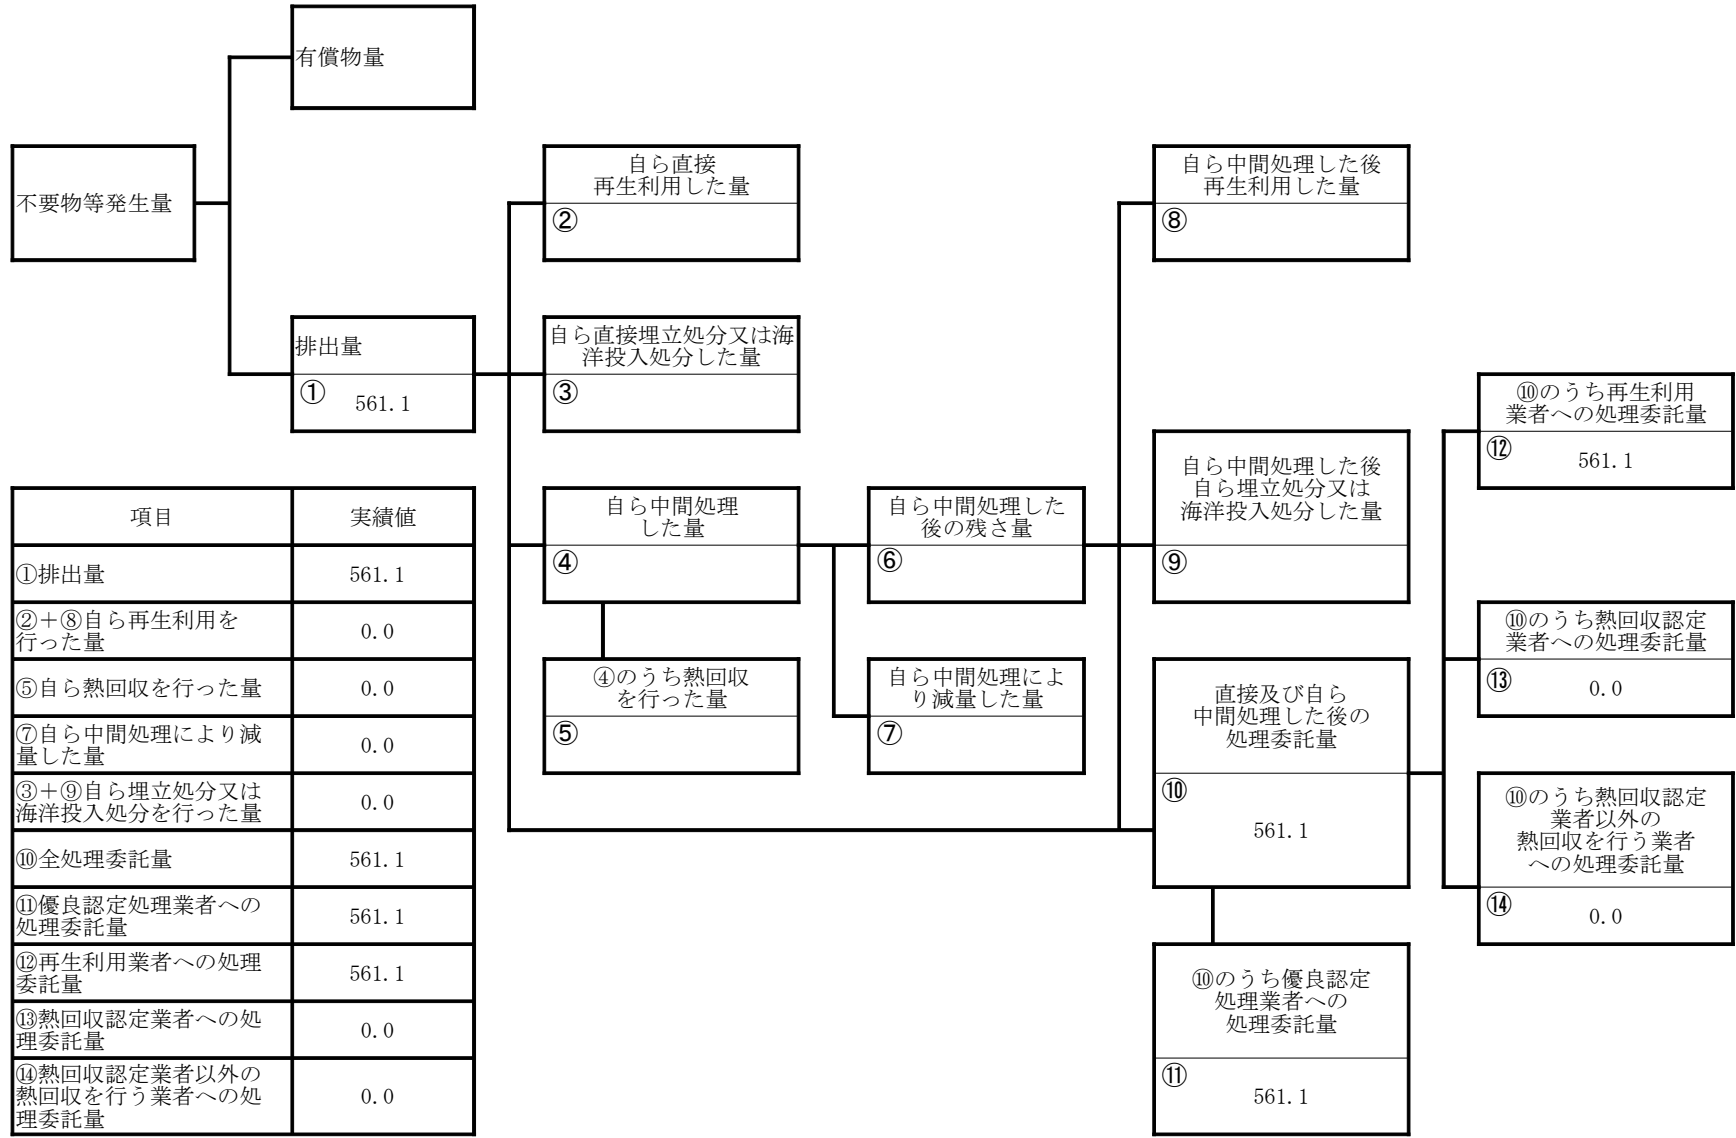 有償物量
不要物等発生量
自ら直接
再生利用した量
②
自ら中間処理した後
再生利用した量
⑧
排出量
① 561.1
自ら直接埋立処分又は海
洋投入処分した量
③
⑩のうち再生利用
業者への処理委託量
⑫ 561.1
自ら中間処理
した量
④
自ら中間処理した
後の残さ量
⑥
自ら中間処理した後
自ら埋立処分又は
海洋投入処分した量
⑨
⑩のうち熱回収認定
業者への処理委託量
⑬ 0.0
④のうち熱回収
を行った量
⑤
自ら中間処理によ
り減量した量
⑦
直接及び自ら
中間処理した後の
処理委託量
⑩
561.1
⑩のうち熱回収認定
業者以外の
熱回収を行う業者
への処理委託量
⑭ 0.0
⑩のうち優良認定
処理業者への
処理委託量
⑪ 561.1
項目 実績値
①排出量 561.1
②＋⑧自ら再生利用を
行った量 0.0
⑤自ら熱回収を行った量 0.0
⑦自ら中間処理により減
量した量 0.0
③＋⑨自ら埋立処分又は
海洋投入処分を行った量 0.0
⑩全処理委託量 561.1
⑪優良認定処理業者への
処理委託量 561.1
⑫再生利用業者への処理
委託量 561.1
⑬熱回収認定業者への処
理委託量 0.0
⑭熱回収認定業者以外の
熱回収を行う業者への処
理委託量 0.0